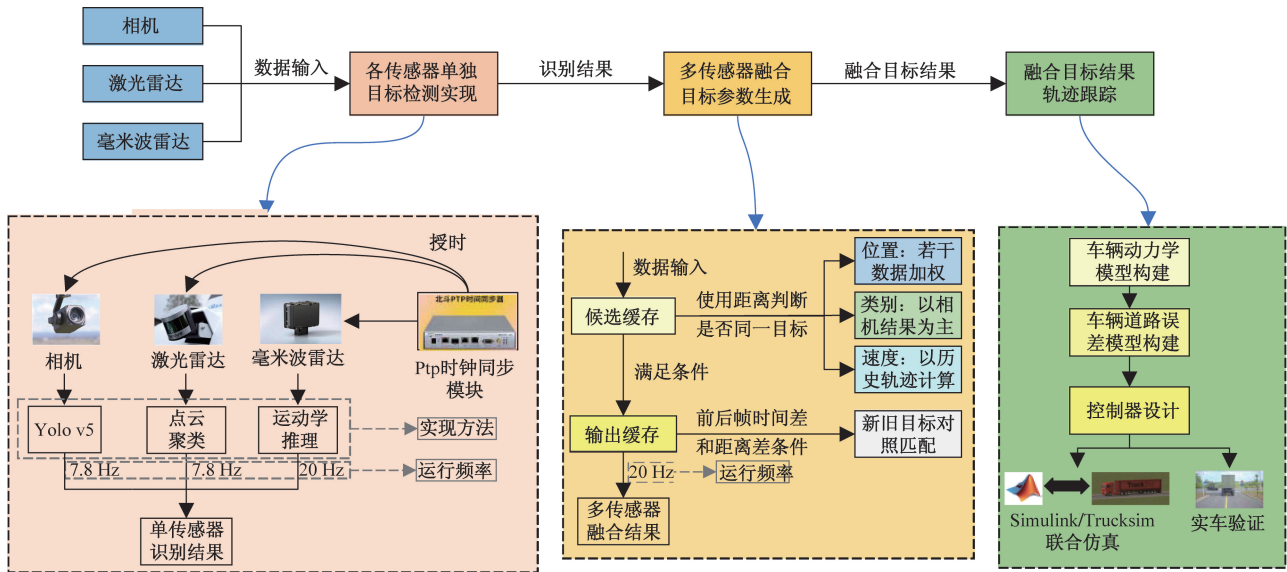 相机
激光雷达
毫米波雷达
数据输入
各传感器单独
目标检测实现
识别结果
多传感器融合
目标参数生成
融合目标结果
融合目标结果
轨迹跟踪
授时
北斗PTP时间同步器
相机
激光雷达
毫米波雷达
Ptp时钟同步
模块
Yolo v5
点云
聚类
运动学
推理
实现方法
7.8 Hz
7.8 Hz
20 Hz
运行频率
单传感器
识别结果
数据输入
候选缓存
使用距离判断
是否同一目标
位置：若干
数据加权
类别：以相
机结果为主
速度：以历
史轨迹计算
满足条件
输出缓存
前后帧时间差
和距离差条件
新旧目标对
照匹配
20 Hz
运行频率
多传感器
融合结果
车辆动力学
模型构建
车辆道路误
差模型构建
控制器设计
Truck
Simulink/Trucksim
联合仿真
实车验证